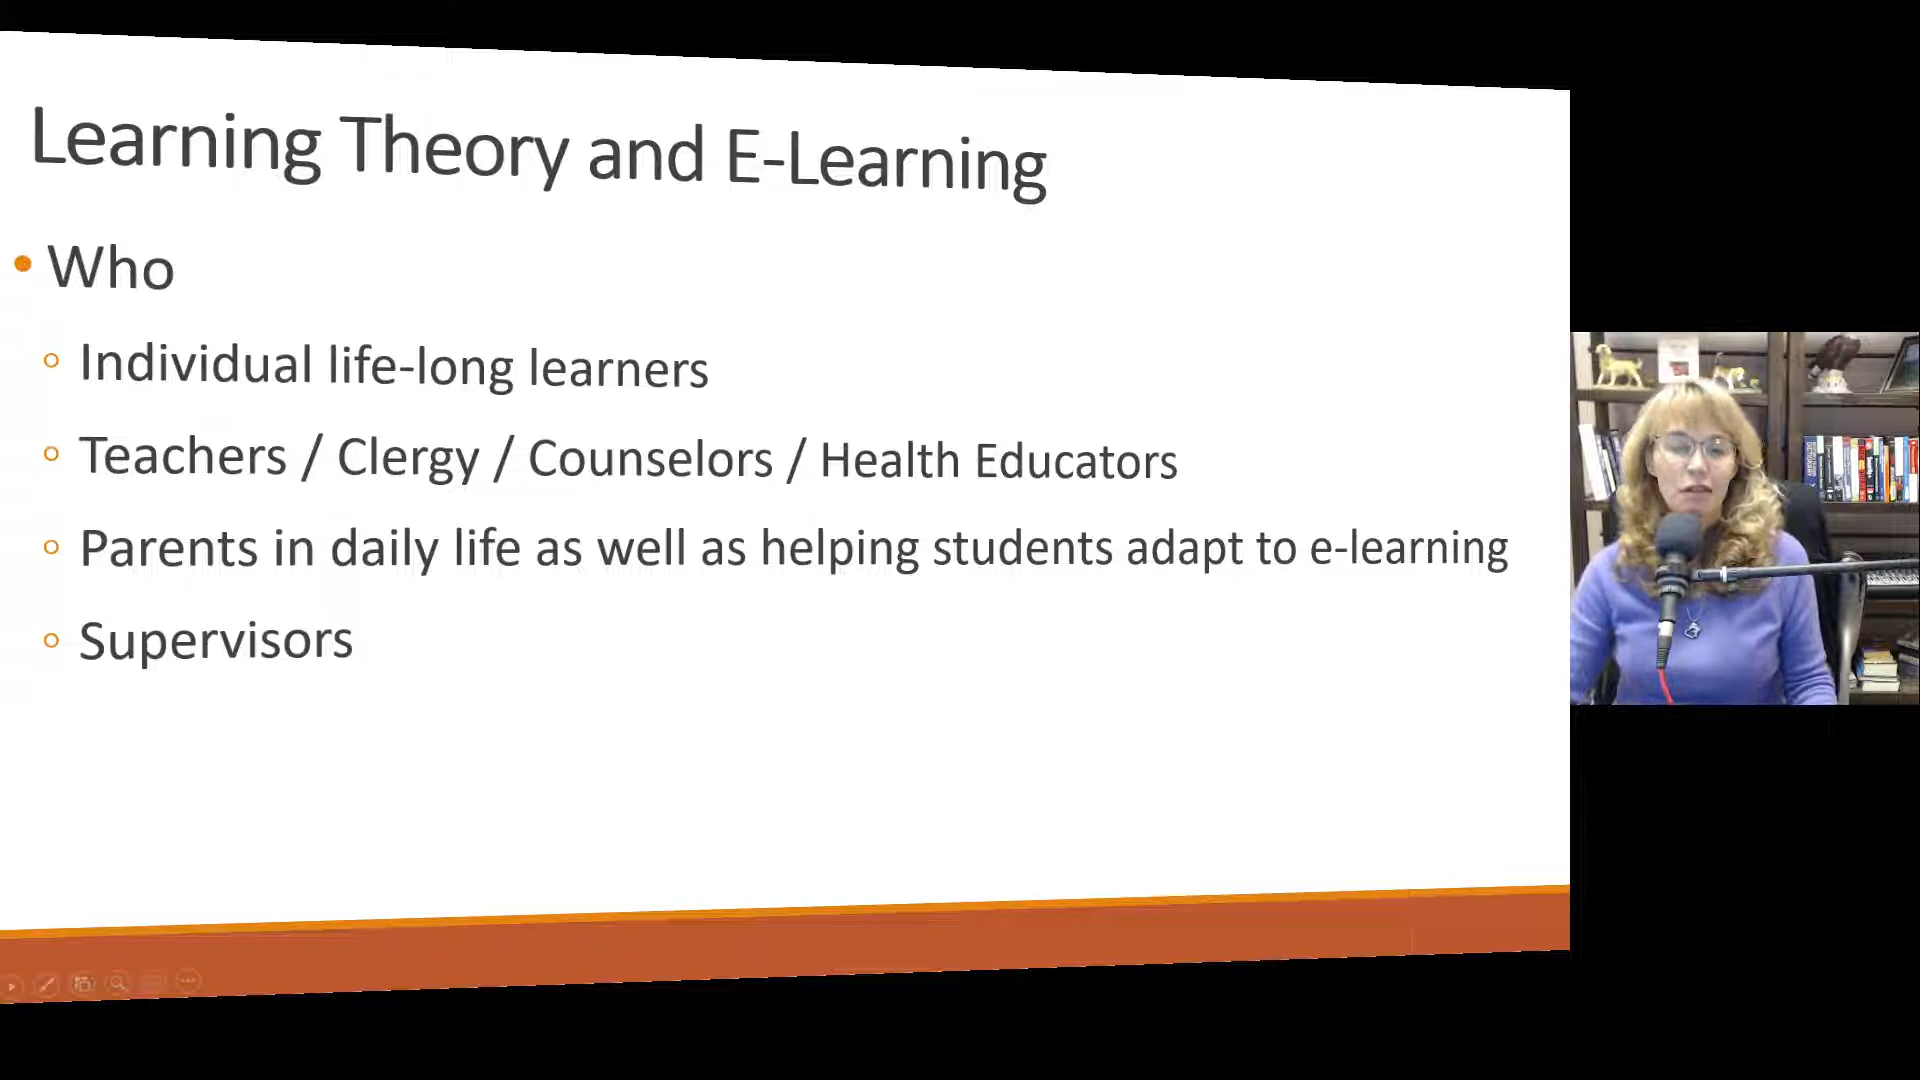 Learning Theory and E-Learning
• Who
◦ Individual life-long learners
◦ Teachers / Clergy / Counselors / Health Educators
◦ Parents in daily life as well as helping students adapt to e-learning
◦ Supervisors